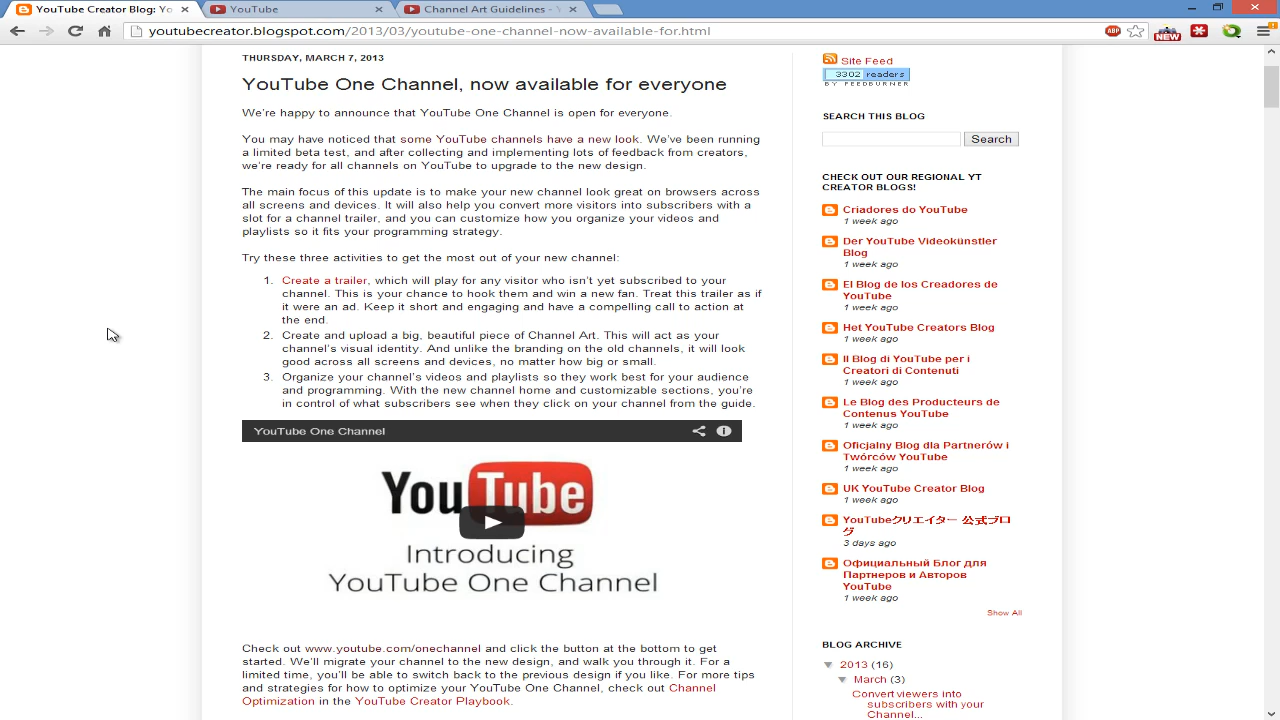 YouTube Creator Blog: Yo
YouTube
Channel Art Guidelines - Y
youtubecreator.blogspot.com/2013/03/youtube-one-channel-now-available-for.html
ABP
NEW
THURSDAY, MARCH 7, 2013
YouTube One Channel, now available for everyone
We're happy to announce that YouTube One Channel is open for everyone.
You may have noticed that some YouTube channels have a new look. We've been running
a limited beta test, and after collecting and implementing lots of feedback from creators,
we're ready for all channels on YouTube to upgrade to the new design.
The main focus of this update is to make your new channel look great on browsers across
all screens and devices. It will also help you convert more visitors into subscribers with a
slot for a channel trailer, and you can customize how you organize your videos and
playlists so it fits your programming strategy.
Try these three activities to get the most out of your new channel:
1. Create a trailer, which will play for any visitor who isn't yet subscribed to your
channel. This is your chance to hook them and win a new fan. Treat this trailer as if
it were an ad. Keep it short and engaging and have a compelling call to action at
the end.
2. Create and upload a big, beautiful piece of Channel Art. This will act as your
channel's visual identity. And unlike the branding on the old channels, it will look
good across all screens and devices, no matter how big or small.
3. Organize your channel's videos and playlists so they work best for your audience
and programming. With the new channel home and customizable sections, you're
in control of what subscribers see when they click on your channel from the guide.
YouTube One Channel
YouTube
Introducing
YouTube One Channel
Check out www.youtube.com/onechannel and click the button at the bottom to get
started. We'll migrate your channel to the new design, and walk you through it. For a
limited time, you'll be able to switch back to the previous design if you like. For more tips
and strategies for how to optimize your YouTube One Channel, check out Channel
Optimization in the YouTube Creator Playbook.
Site Feed
3302 readers
BY FEEDBURNER
SEARCH THIS BLOG
Search
CHECK OUT OUR REGIONAL YT
CREATOR BLOGS!
Criadores do YouTube
1 week ago
Der YouTube Videokünstler
Blog
1 week ago
El Blog de los Creadores de
YouTube
1 week ago
Het YouTube Creators Blog
1 week ago
Il Blog di YouTube per i
Creatori di Contenuti
1 week ago
Le Blog des Producteurs de
Contenus YouTube
1 week ago
Oficjalny Blog dla Partnerów i
Twórców YouTube
1 week ago
UK YouTube Creator Blog
1 week ago
YouTubeクリエイター 公式ブロ
グ
3 days ago
Официальный Блог для
Партнеров и Авторов
YouTube
1 week ago
Show All
BLOG ARCHIVE
▼ 2013 (16)
▼ March (3)
Convert viewers into
subscribers with your
Channel...